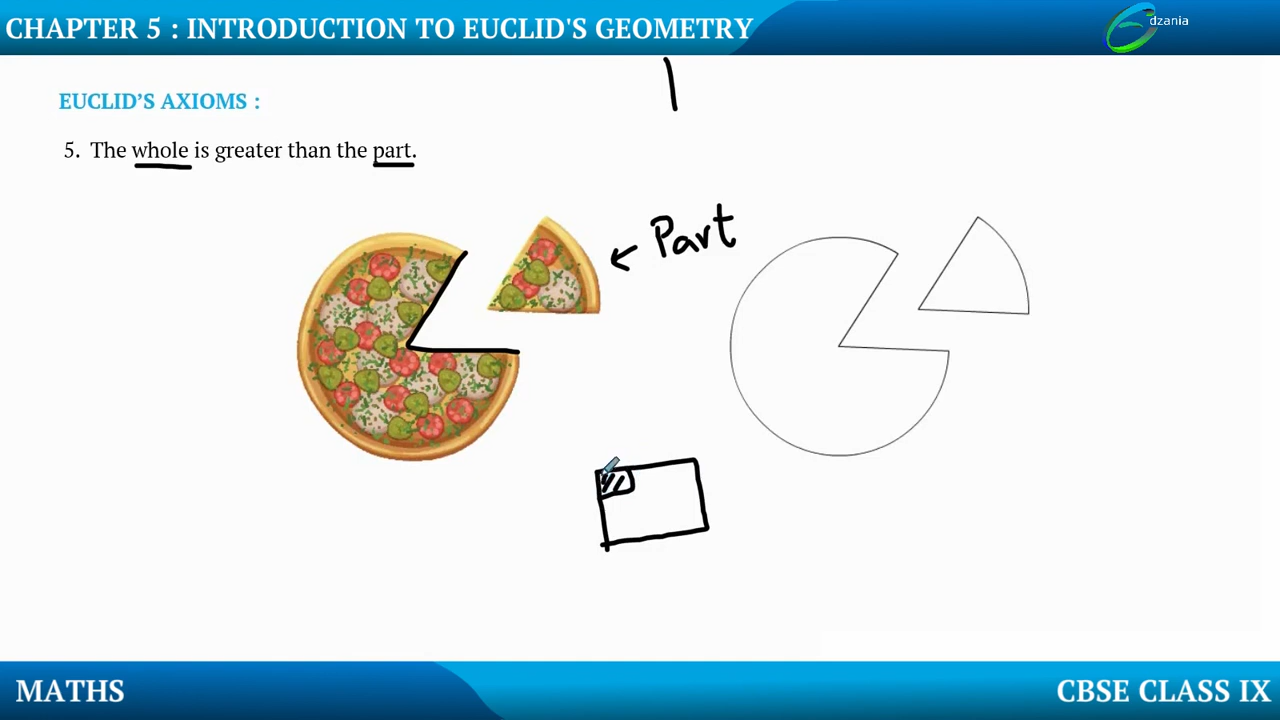 CHAPTER 5 : INTRODUCTION TO EUCLID'S GEOMETRY
Edzania
EUCLID’S AXIOMS :
5. The whole is greater than the part.
← Part
MATHS
CBSE CLASS IX